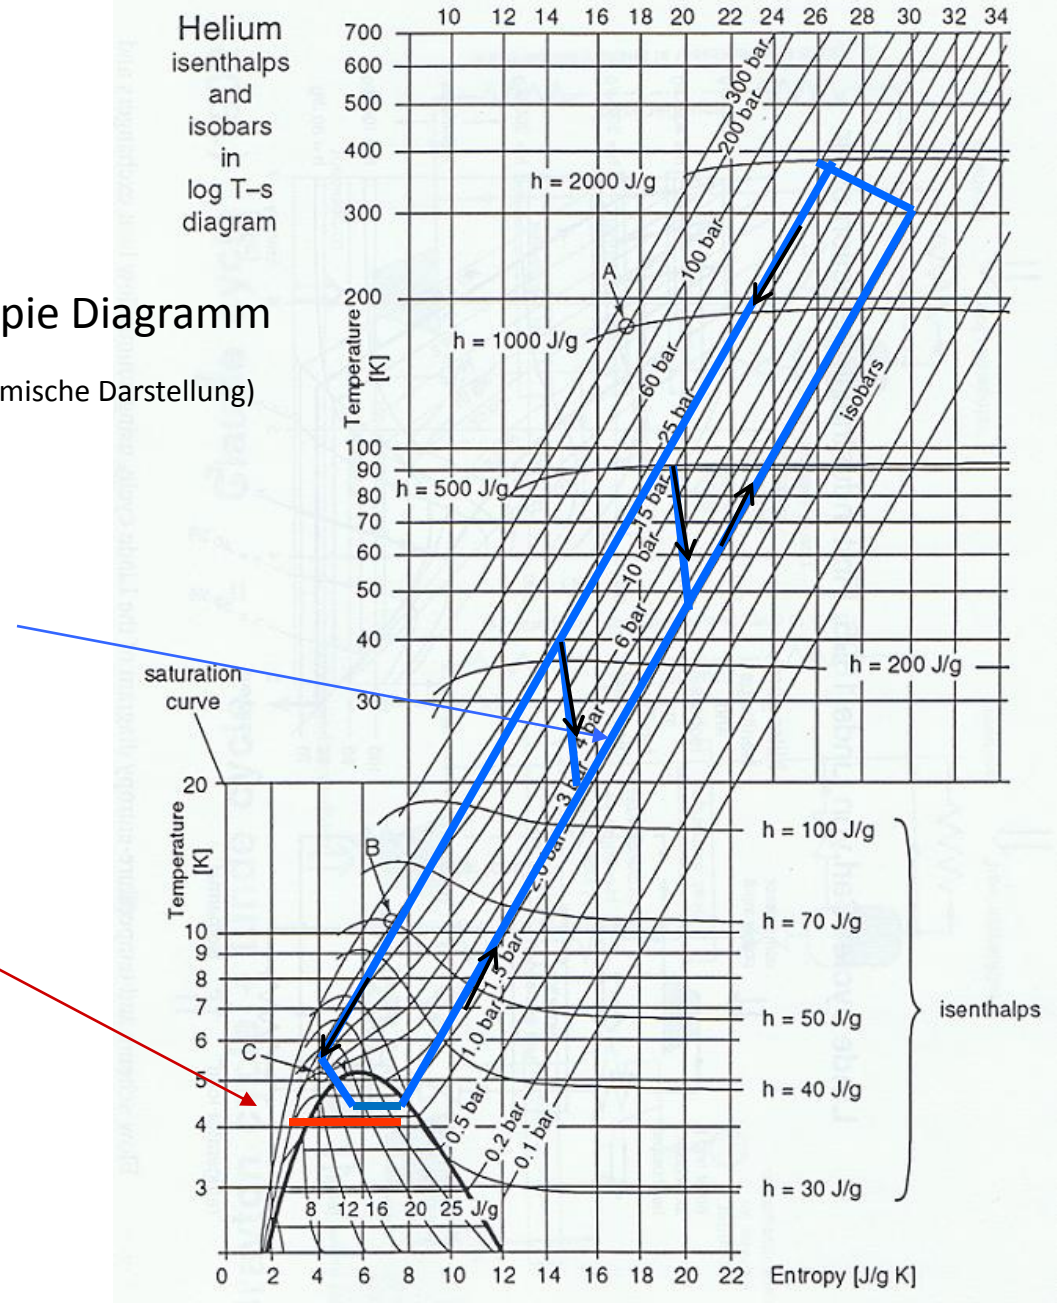 Helium
isenthalps
and
isobars
in
log T–s
diagram
10 12 14 16 18 20 22 24 26 28 30 32 34
700
600
500
400
300
200
100
90
80
70
60
50
40
30
20
Temperature
[K]
300 bar
200 bar
100 bar
60 bar
25 bar
15 bar
10 bar
6 bar
4 bar
3 bar
2.0 bar
1.5 bar
1.0 bar
0.5 bar
0.2 bar
0.1 bar
isobars
h = 2000 J/g
A
h = 1000 J/g
h = 500 J/g
h = 200 J/g
pie Diagramm
mische Darstellung)
saturation
curve
Temperature
[K]
10
9
8
7
6
5
4
3
B
C
h = 100 J/g
h = 70 J/g
h = 50 J/g
h = 40 J/g
h = 30 J/g
isenthalps
8 12 16 20 25 J/g
0 2 4 6 8 10 12 14 16 18 20 22 Entropy [J/g K]